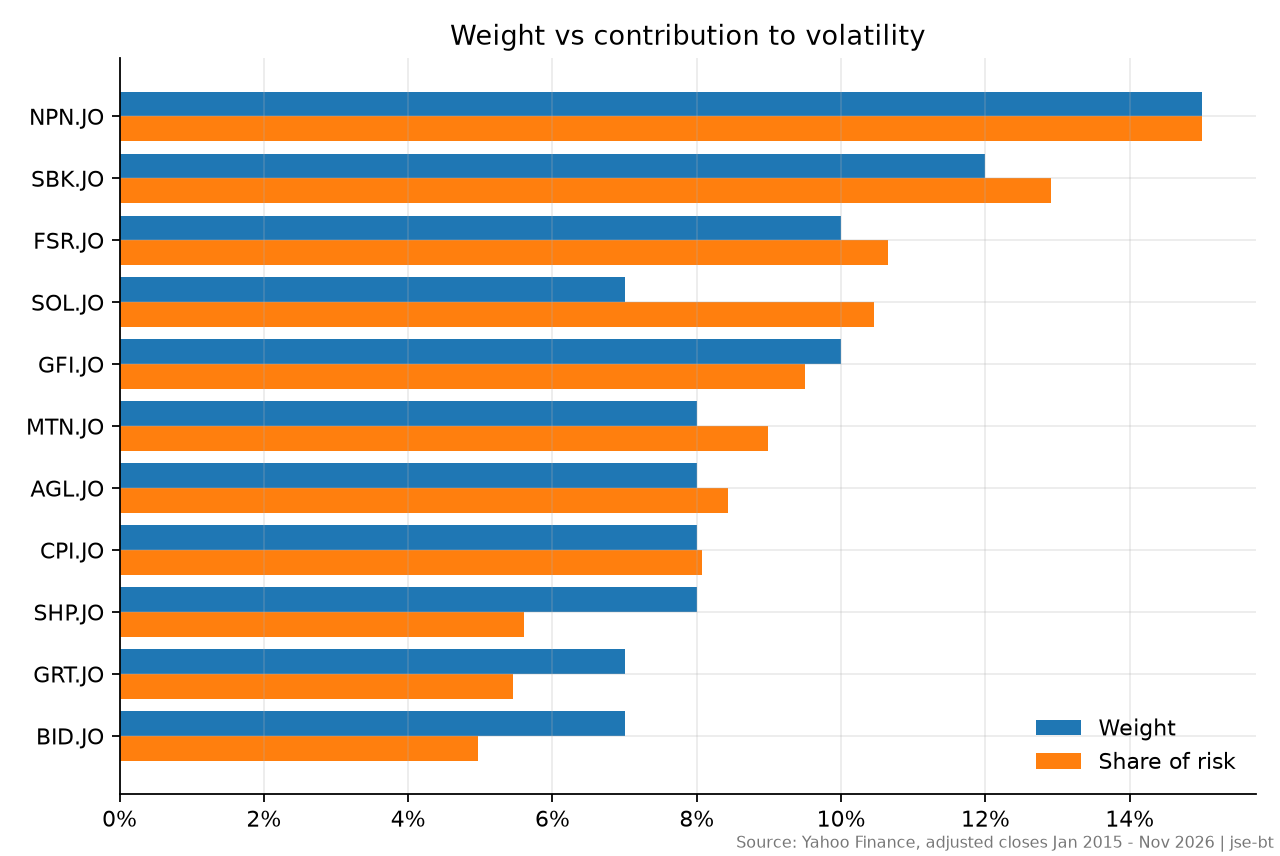 Weight vs contribution to volatility
NPN.JO
SBK.JO
FSR.JO
SOL.JO
GFI.JO
MTN.JO
AGL.JO
CPI.JO
SHP.JO
GRT.JO
BID.JO
Weight
Share of risk
0% 2% 4% 6% 8% 10% 12% 14%
Source: Yahoo Finance, adjusted closes Jan 2015 - Nov 2026 | jse-bt